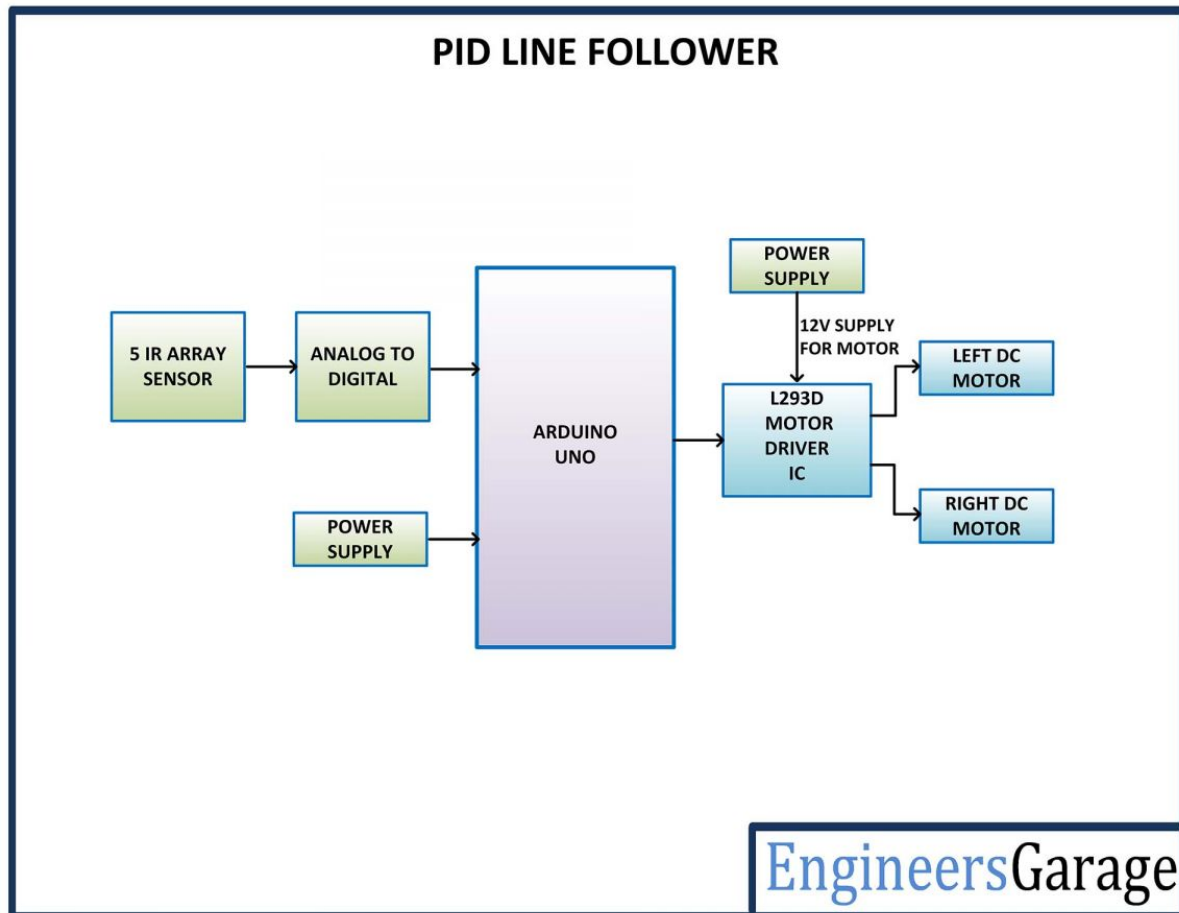 PID LINE FOLLOWER
POWER
SUPPLY
5 IR ARRAY
SENSOR
ANALOG TO
DIGITAL
12V SUPPLY
FOR MOTOR
LEFT DC
MOTOR
ARDUINO
UNO
L293D
MOTOR
DRIVER
IC
POWER
SUPPLY
RIGHT DC
MOTOR
EngineersGarage